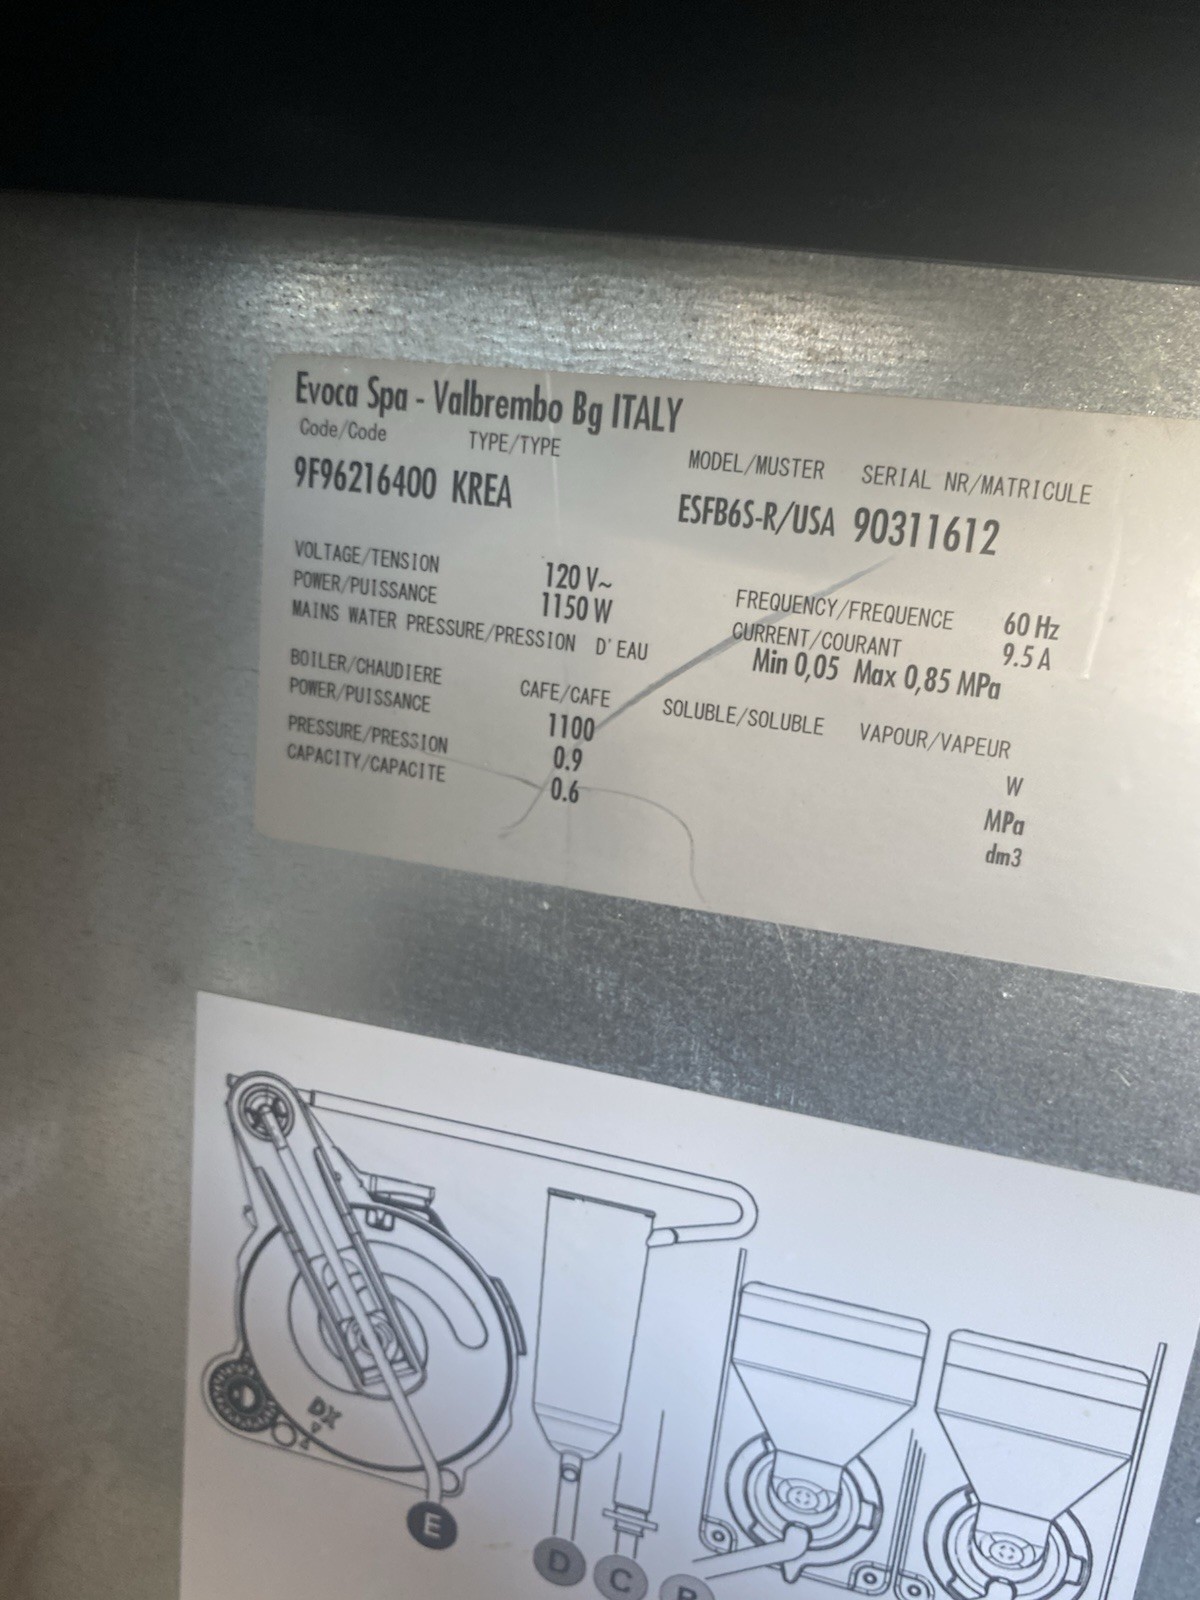 Evoca Spa - Valbrembo Bg ITALY
Code/Code TYPE/TYPE MODEL/MUSTER SERIAL NR/MATRICULE
9F96216400 KREA ESFB6S-R/USA 90311612
VOLTAGE/TENSION 120 V~ FREQUENCY/FREQUENCE 60 Hz
POWER/PUISSANCE 1150 W CURRENT/COURANT 9.5 A
MAINS WATER PRESSURE/PRESSION D'EAU Min 0,05 Max 0,85 MPa
BOILER/CHAUDIERE CAFE/CAFE SOLUBLE/SOLUBLE VAPOUR/VAPEUR
POWER/PUISSANCE 1100 W
PRESSURE/PRESSION 0.9 MPa
CAPACITY/CAPACITE 0.6 dm3
DX
E
D
C
B